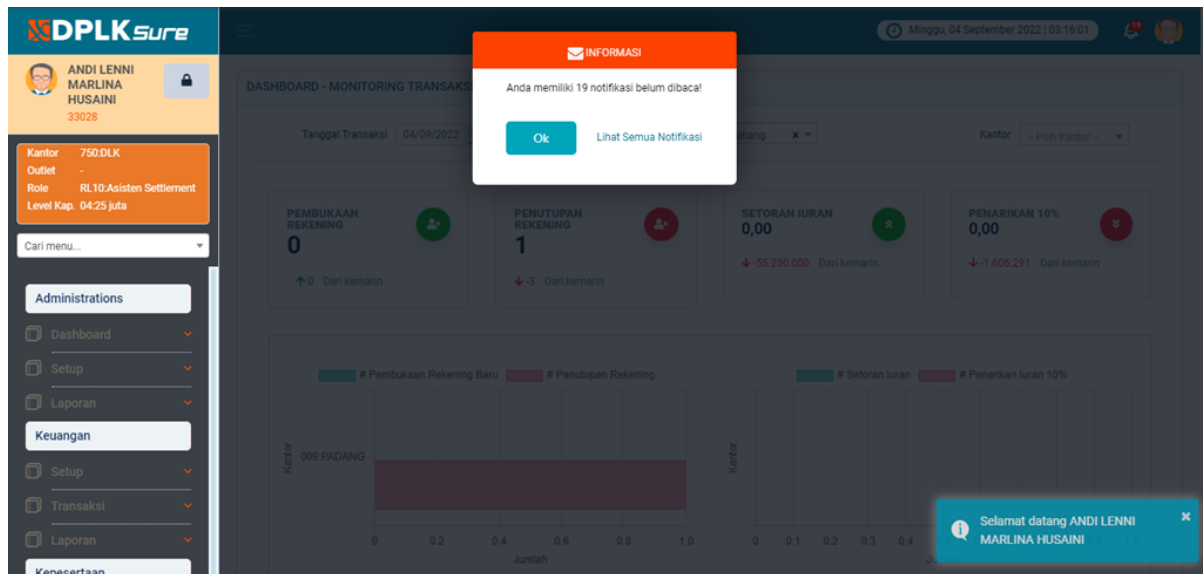 DPLK Sure
ANDI LENNI
MARLINA
HUSAINI
33028
Kantor 750:DLK
Outlet -
Role RL10:Asisten Settlement
Level Kap. 04:25 juta
Cari menu...
Administrations
Dashboard
Setup
Laporan
Keuangan
Setup
Transaksi
Laporan
Kepesertaan
Minggu, 04 September 2022 | 03:16:01
INFORMASI
Anda memiliki 19 notifikasi belum dibaca!
Ok Lihat Semua Notifikasi
DASHBOARD - MONITORING TRANSAKS
Tanggal Transaksi 04/09/2022 abang × Kantor -- Pilih Kantor --
PEMBUKAAN
REKENING
0
0 Dari kemarin
PENUTUPAN
REKENING
1
-3 Dari kemarin
SETORAN IURAN
0,00
-55.250.000 Dari kemarin
PENARIKAN 10%
0,00
-1.606.291 Dari kemarin
# Pembukaan Rekening Baru # Penutupan Rekening
Kantor
009:PADANG
0 0.2 0.4 0.6 0.8 1.0
Jumlah
# Setoran Iuran # Penarikan Iuran 10%
Kantor
0 0.1 0.2 0.3 0.4
Selamat datang ANDI LENNI
MARLINA HUSAINI
×